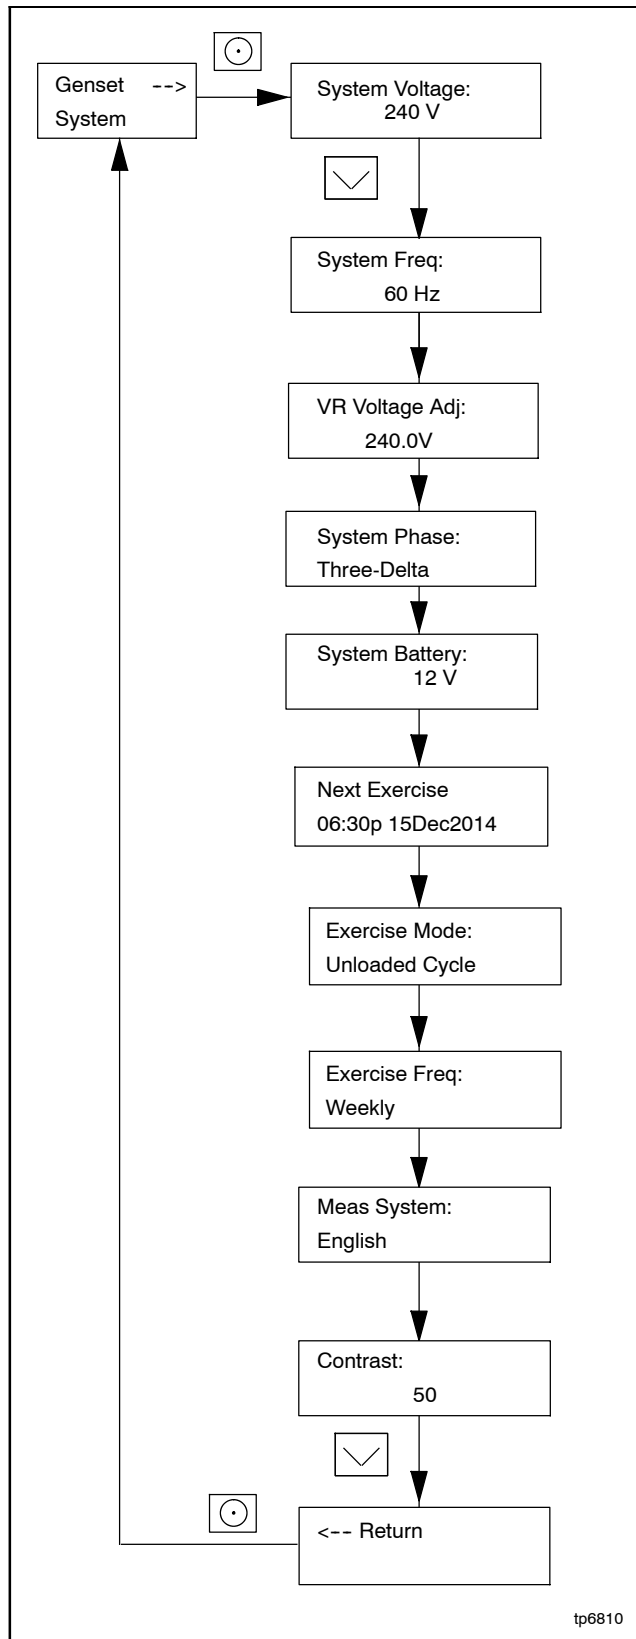 Genset -->
System
System Voltage:
240 V
System Freq:
60 Hz
VR Voltage Adj:
240.0V
System Phase:
Three-Delta
System Battery:
12 V
Next Exercise
06:30p 15Dec2014
Exercise Mode:
Unloaded Cycle
Exercise Freq:
Weekly
Meas System:
English
Contrast:
50
<-- Return
tp6810